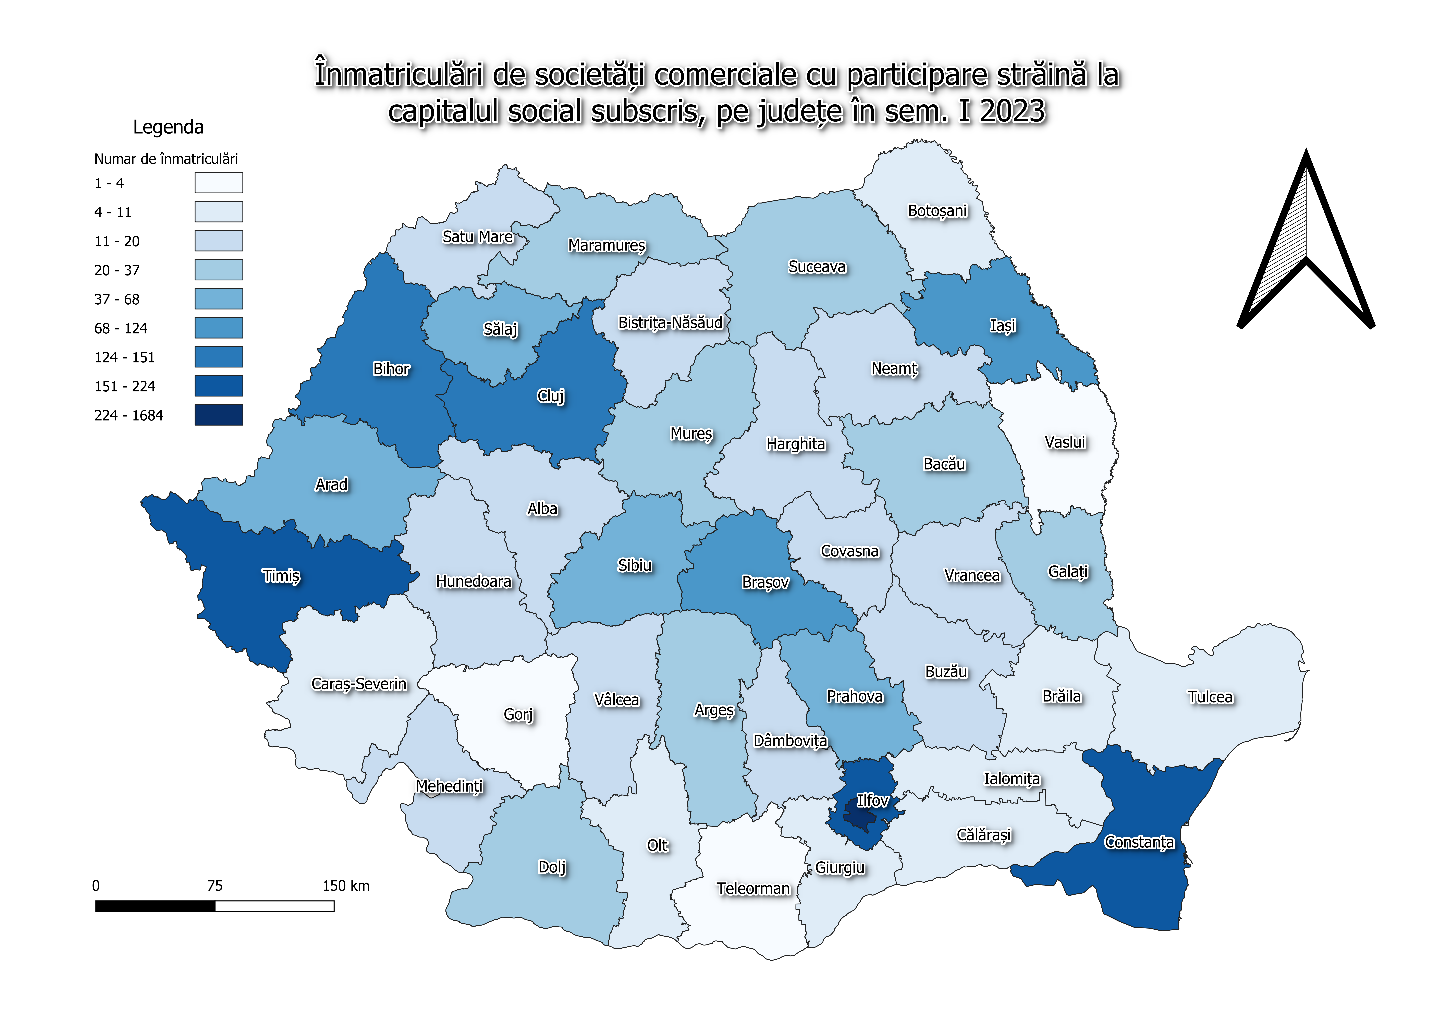 Înmatriculări de societăți comerciale cu participare străină la
capitalul social subscris, pe județe în sem. I 2023
Legenda
Numar de înmatriculări
1 - 4
4 - 11
11 - 20
20 - 37
37 - 68
68 - 124
124 - 151
151 - 224
224 - 1684
Botoșani
Satu Mare
Maramureș
Suceava
Bistrița-Năsăud
Iași
Sălaj
Bihor
Cluj
Neamț
Mureș
Harghita
Vaslui
Bacău
Arad
Alba
Covasna
Sibiu
Brașov
Vrancea
Galați
Timiș
Hunedoara
Caraș-Severin
Buzău
Vâlcea
Prahova
Brăila
Tulcea
Gorj
Argeș
Dâmbovița
Mehedinți
Ialomița
Ilfov
Călărași
Constanța
Olt
Dolj
Giurgiu
Teleorman
0 75 150 km